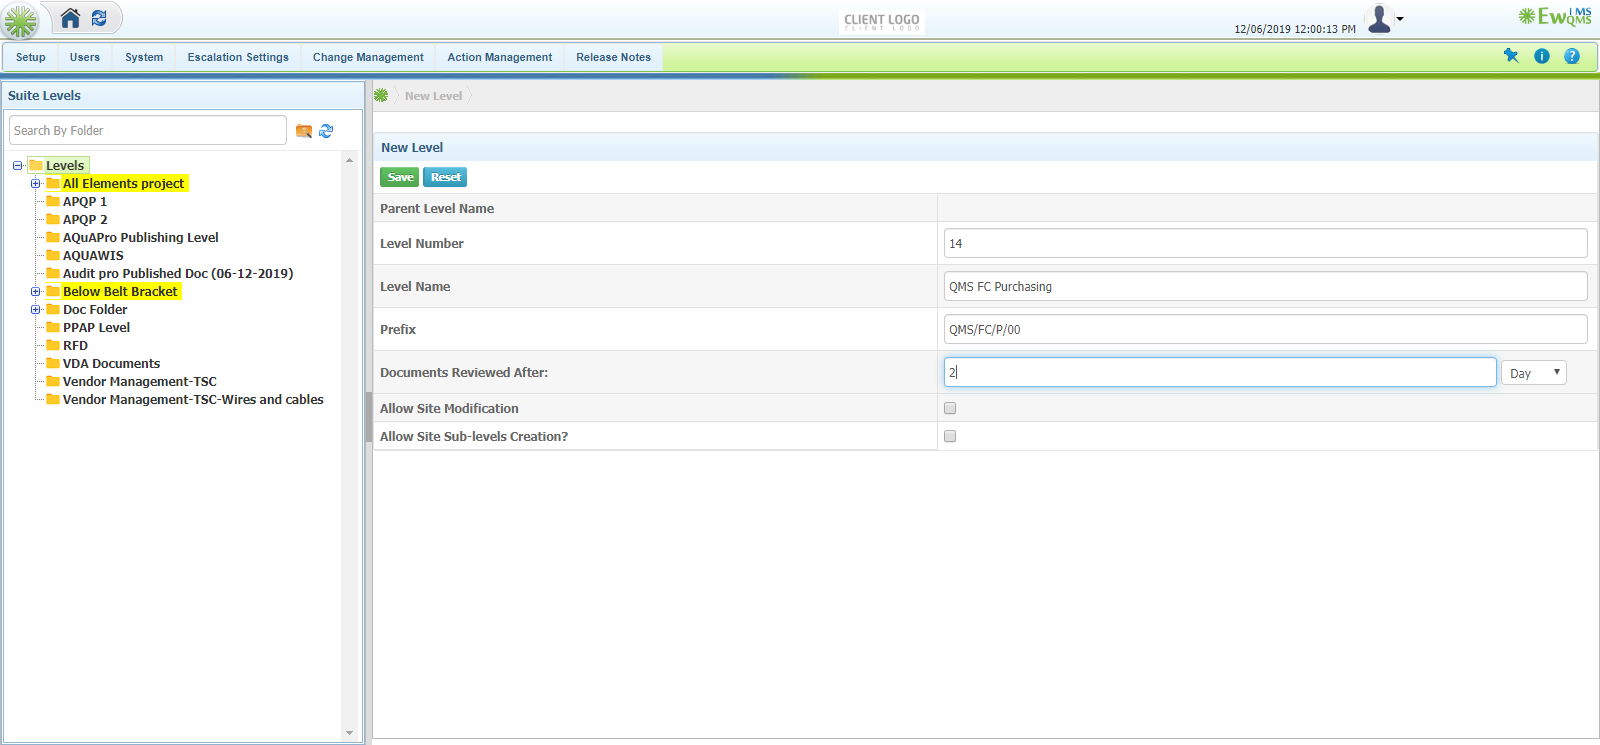 CLIENT LOGO
CLIENT LOGO
12/06/2019 12:00:13 PM
EwQMS
IMS
Setup Users System Escalation Settings Change Management Action Management Release Notes
Suite Levels
New Level
Search By Folder
Levels
All Elements project
APQP 1
APQP 2
AQuAPro Publishing Level
AQUAWIS
Audit pro Published Doc (06-12-2019)
Below Belt Bracket
Doc Folder
PPAP Level
RFD
VDA Documents
Vendor Management-TSC
Vendor Management-TSC-Wires and cables
New Level
Save Reset
Parent Level Name
Level Number 14
Level Name QMS FC Purchasing
Prefix QMS/FC/P/00
Documents Reviewed After: 2 Day
Allow Site Modification
Allow Site Sub-levels Creation?